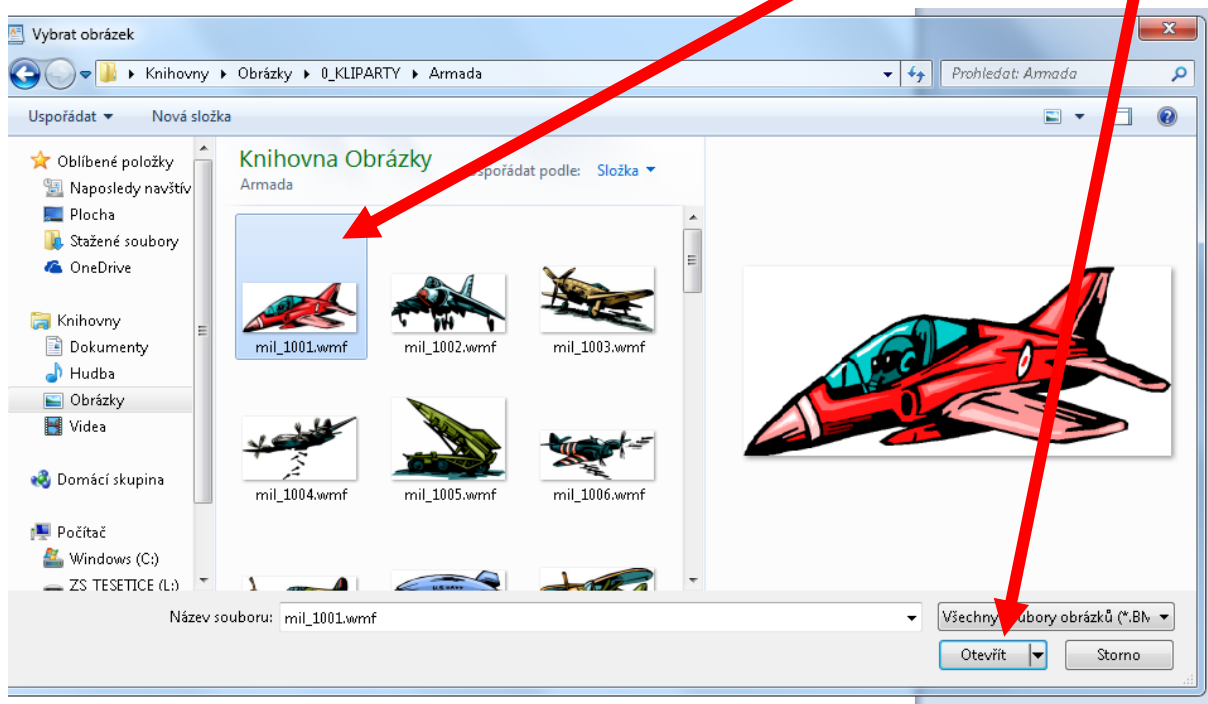 Vybrat obrázek
Knihovny ▸ Obrázky ▸ 0_KLIPARTY ▸ Armada
Prohledat: Armada
Uspořádat
Nová složka
Oblíbené položky
Naposledy navštív
Plocha
Stažené soubory
OneDrive
Knihovny
Dokumenty
Hudba
Obrázky
Videa
Domácí skupina
Počítač
Windows (C:)
ZS TESETICE (L:)
Knihovna Obrázky
Armada
spořádat podle: Složka
mil_1001.wmf
mil_1002.wmf
mil_1003.wmf
mil_1004.wmf
mil_1005.wmf
mil_1006.wmf
Název souboru: mil_1001.wmf
Všechny ubory obrázků (*.BM
Otevřít
Storno